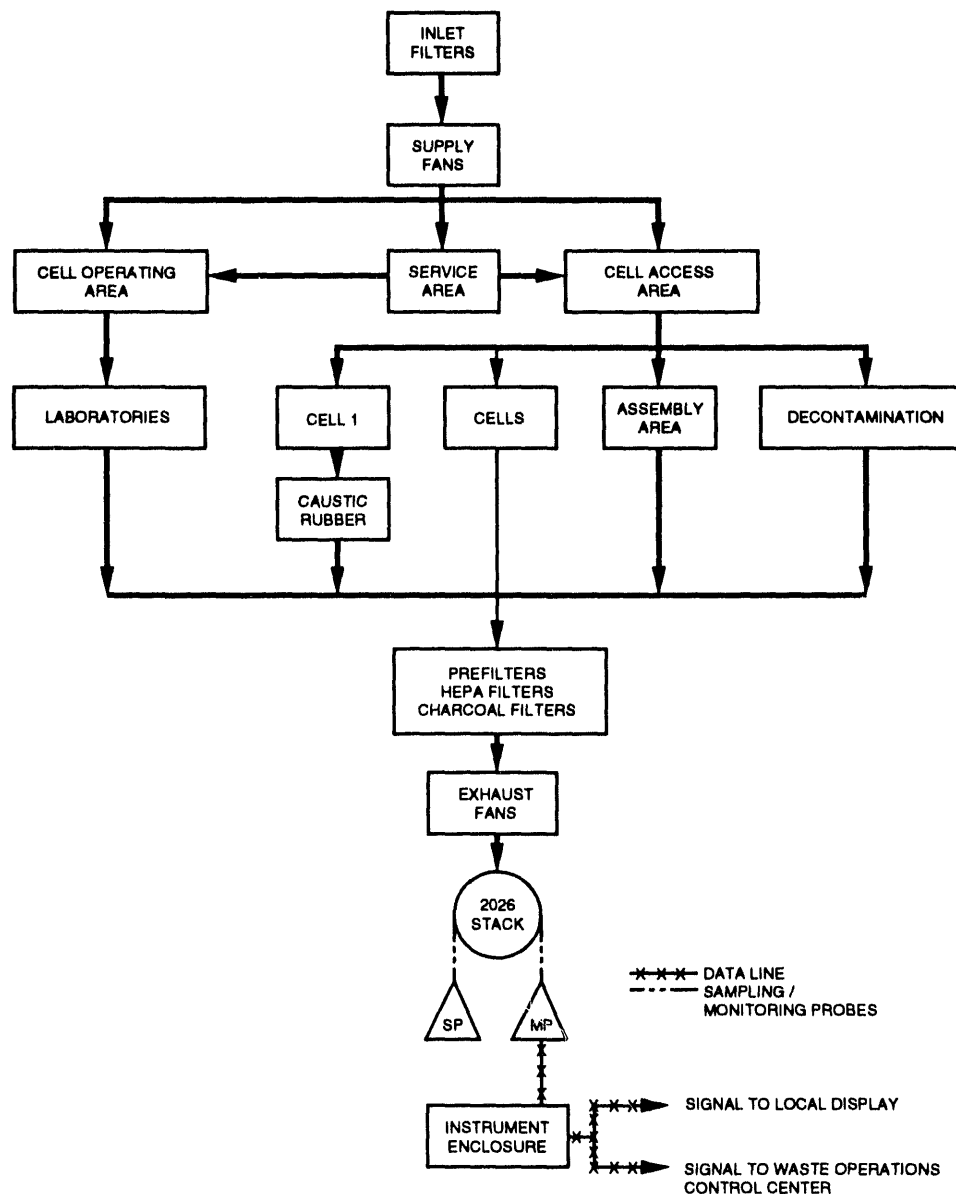 INLET
FILTERS
SUPPLY
FANS
CELL OPERATING
AREA
SERVICE
AREA
CELL ACCESS
AREA
LABORATORIES
CELL 1
CELLS
ASSEMBLY
AREA
DECONTAMINATION
CAUSTIC
RUBBER
PREFILTERS
HEPA FILTERS
CHARCOAL FILTERS
EXHAUST
FANS
2026
STACK
DATA LINE
SAMPLING /
MONITORING PROBES
SP
MP
INSTRUMENT
ENCLOSURE
SIGNAL TO LOCAL DISPLAY
SIGNAL TO WASTE OPERATIONS
CONTROL CENTER